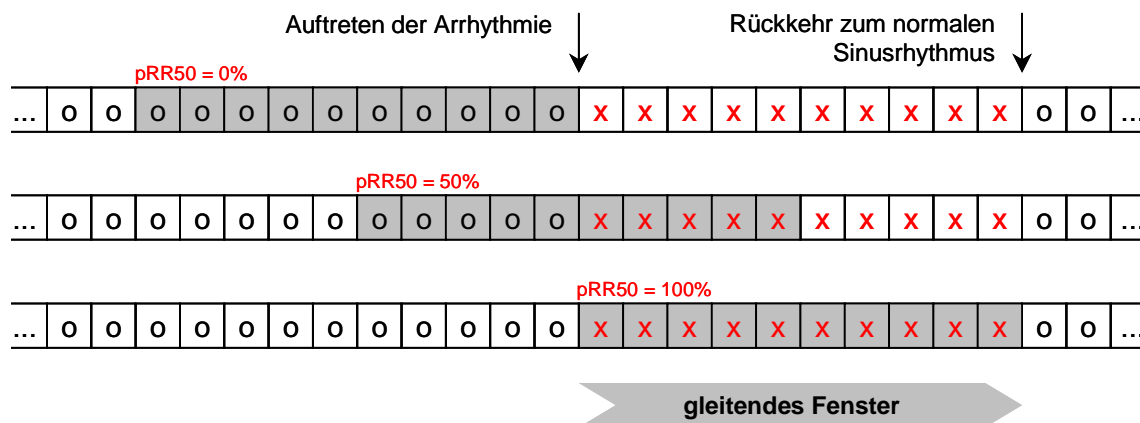 Auftreten der Arrhythmie
Rückkehr zum normalen
Sinusrhythmus
pRR50 = 0%
... o o o o o o o o o o o o x x x x x x x x x x o o ...
pRR50 = 50%
... o o o o o o o o o o o o x x x x x x x x x x o o ...
pRR50 = 100%
... o o o o o o o o o o o o x x x x x x x x x x o o ...
gleitendes Fenster